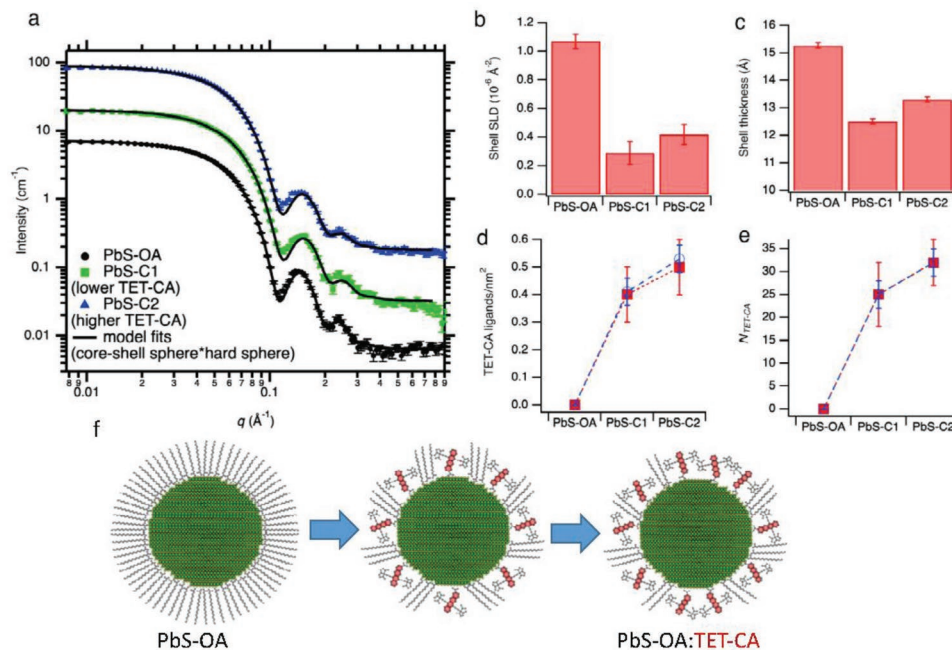 a
100
10
1
0.1
0.01
Intensity (cm⁻¹)
PbS-OA
PbS-C1
(lower TET-CA)
PbS-C2
(higher TET-CA)
model fits
(core-shell sphere*hard sphere)
8 9 2 3 4 5 6 7 8 9 2 3 4 5 6 7 8 9
0.01 0.1
q (Å⁻¹)
b
1.2
1.0
0.8
0.6
0.4
0.2
0.0
Shell SLD (10⁻⁶ Å⁻²)
PbS-OA PbS-C1 PbS-C2
c
16
15
14
13
12
11
10
Shell thickness (Å)
PbS-OA PbS-C1 PbS-C2
d
0.6
0.5
0.4
0.3
0.2
0.1
0.0
TET-CA ligands/nm²
PbS-OA PbS-C1 PbS-C2
e
35
30
25
20
15
10
5
0
N_TET-CA
PbS-OA PbS-C1 PbS-C2
f
PbS-OA
PbS-OA:TET-CA